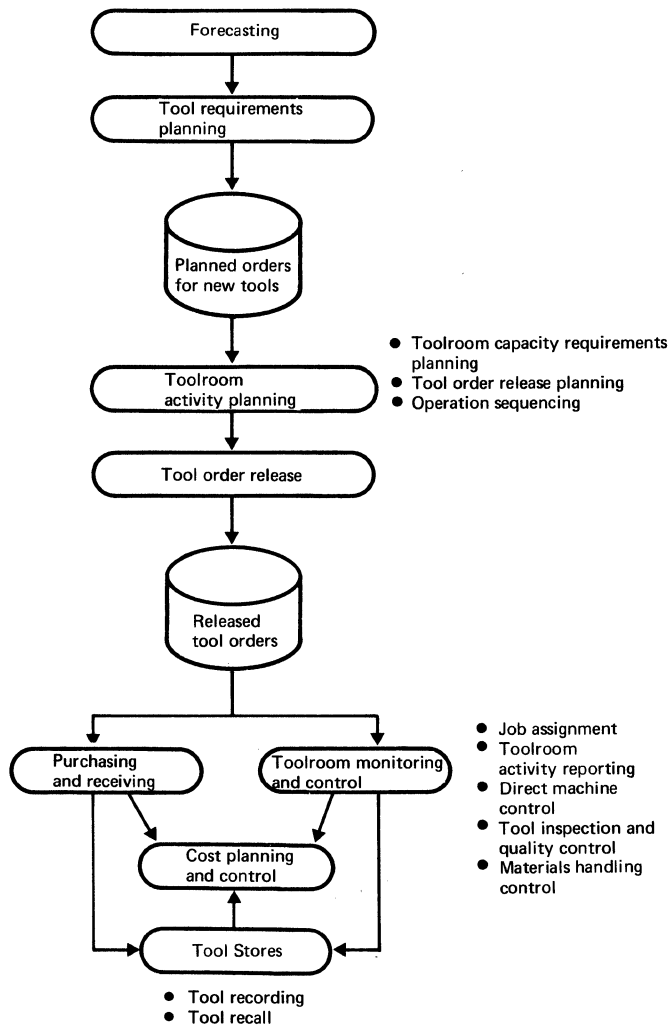 Forecasting
Tool requirements
planning
Planned orders
for new tools
● Toolroom capacity requirements
planning
● Tool order release planning
● Operation sequencing
Toolroom
activity planning
Tool order release
Released
tool orders
Purchasing
and receiving
Toolroom monitoring
and control
● Job assignment
● Toolroom
activity reporting
● Direct machine
control
● Tool inspection and
quality control
● Materials handling
control
Cost planning
and control
Tool Stores
● Tool recording
● Tool recall